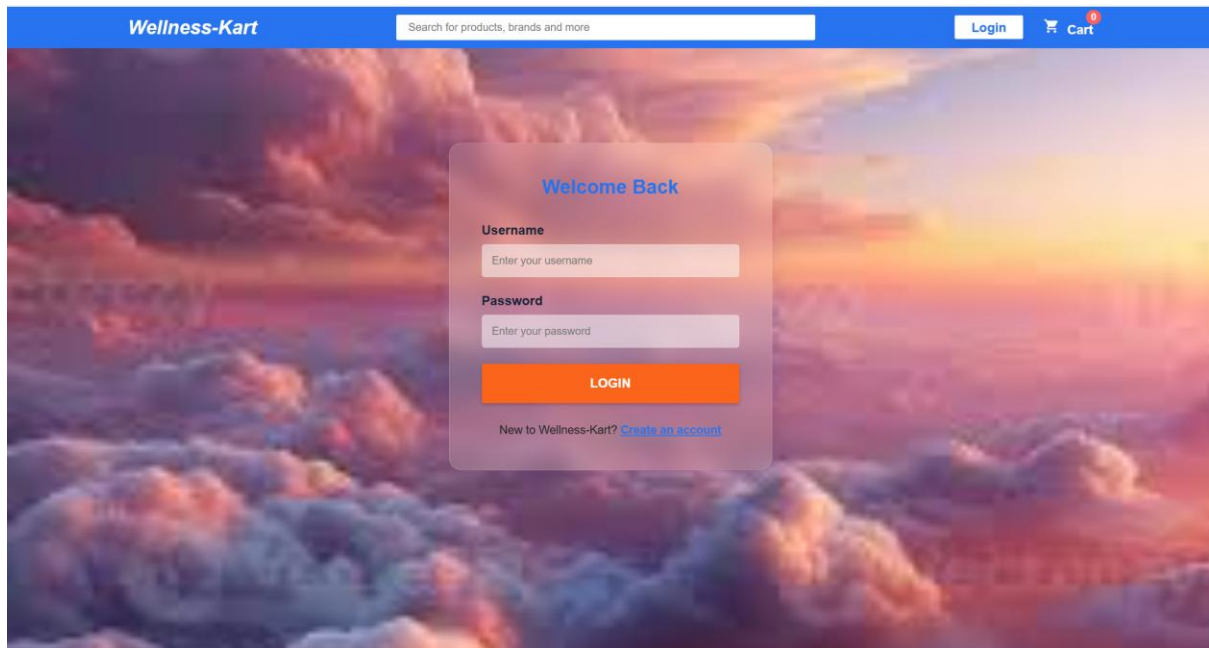 Wellness-Kart
Search for products, brands and more
Login
0
Cart
Welcome Back
Username
Enter your username
Password
Enter your password
LOGIN
New to Wellness-Kart? Create an account